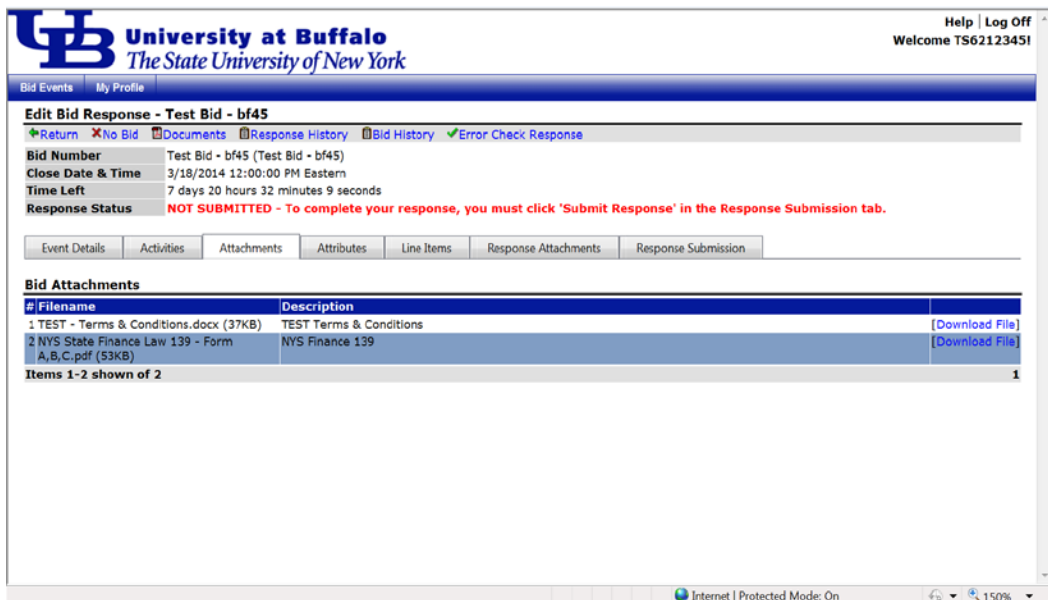 Help | Log Off
Welcome TS6212345!
UB
University at Buffalo
The State University of New York
Bid Events My Profile
Edit Bid Response - Test Bid - bf45
Return No Bid Documents Response History Bid History Error Check Response
Bid Number Test Bid - bf45 (Test Bid - bf45)
Close Date & Time 3/18/2014 12:00:00 PM Eastern
Time Left 7 days 20 hours 32 minutes 9 seconds
Response Status NOT SUBMITTED - To complete your response, you must click 'Submit Response' in the Response Submission tab.
Event Details Activities Attachments Attributes Line Items Response Attachments Response Submission
Bid Attachments
# Filename Description
1 TEST - Terms & Conditions.docx (37KB) TEST Terms & Conditions [Download File]
2 NYS State Finance Law 139 - Form NYS Finance 139 [Download File]
A,B,C.pdf (53KB)
Items 1-2 shown of 2 1
Internet | Protected Mode: On 150%